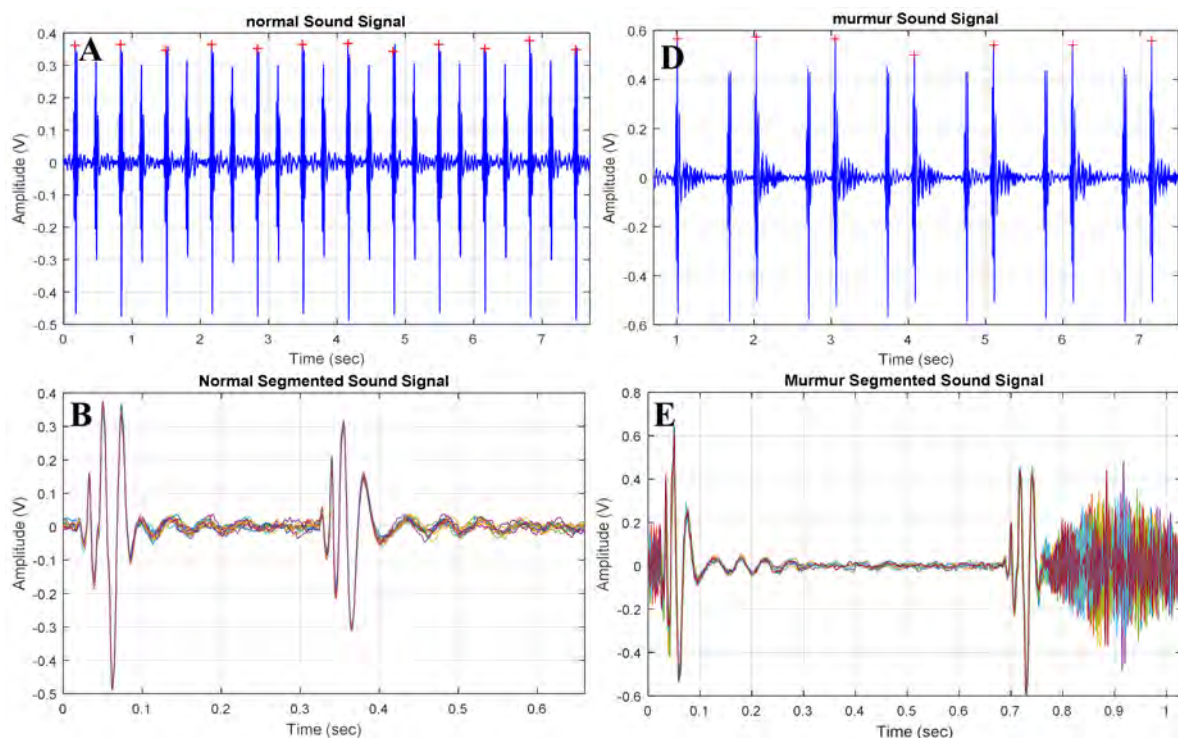 normal Sound Signal
A
Amplitude (V)
0.4
0.3
0.2
0.1
0
-0.1
-0.2
-0.3
-0.4
-0.5
0 1 2 3 4 5 6 7
Time (sec)
murmur Sound Signal
D
Amplitude (V)
0.6
0.4
0.2
0
-0.2
-0.4
-0.6
1 2 3 4 5 6 7
Time (sec)
Normal Segmented Sound Signal
B
Amplitude (V)
0.4
0.3
0.2
0.1
0
-0.1
-0.2
-0.3
-0.4
-0.5
0 0.1 0.2 0.3 0.4 0.5 0.6
Time (sec)
Murmur Segmented Sound Signal
E
Amplitude (V)
0.8
0.6
0.4
0.2
0
-0.2
-0.4
-0.6
0 0.1 0.2 0.3 0.4 0.5 0.6 0.7 0.8 0.9 1
Time (sec)